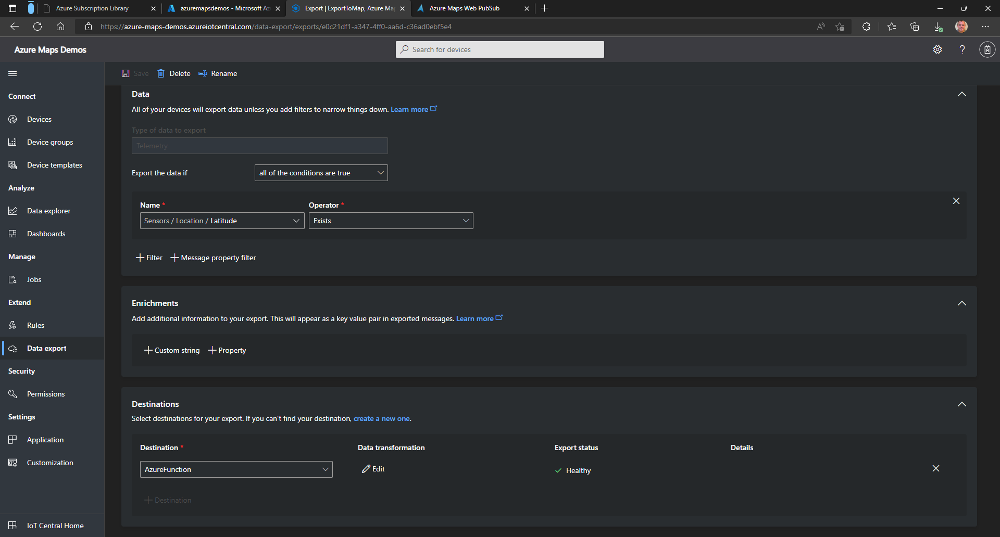 Azure Subscription Library
azuremapsdemos - Microsoft Az
Export | ExportToMap, Azure Map
Azure Maps Web PubSub
https://azure-maps-demos.azureiotcentral.com/data-export/exports/e0c21df1-a347-4ff0-aa6d-c36ad0ebf5e4
Azure Maps Demos
Search for devices
Save
Delete
Rename
Connect
Devices
Device groups
Device templates
Analyze
Data explorer
Dashboards
Manage
Jobs
Extend
Rules
Data export
Security
Permissions
Settings
Application
Customization
IoT Central Home
Data
All of your devices will export data unless you add filters to narrow things down. Learn more
Type of data to export
Telemetry
Export the data if
all of the conditions are true
Name *
Operator *
Sensors / Location / Latitude
Exists
+ Filter
+ Message property filter
Enrichments
Add additional information to your export. This will appear as a key value pair in exported messages. Learn more
+ Custom string
+ Property
Destinations
Select destinations for your export. If you can't find your destination, create a new one.
Destination *
Data transformation
Export status
Details
AzureFunction
Edit
Healthy
+ Destination